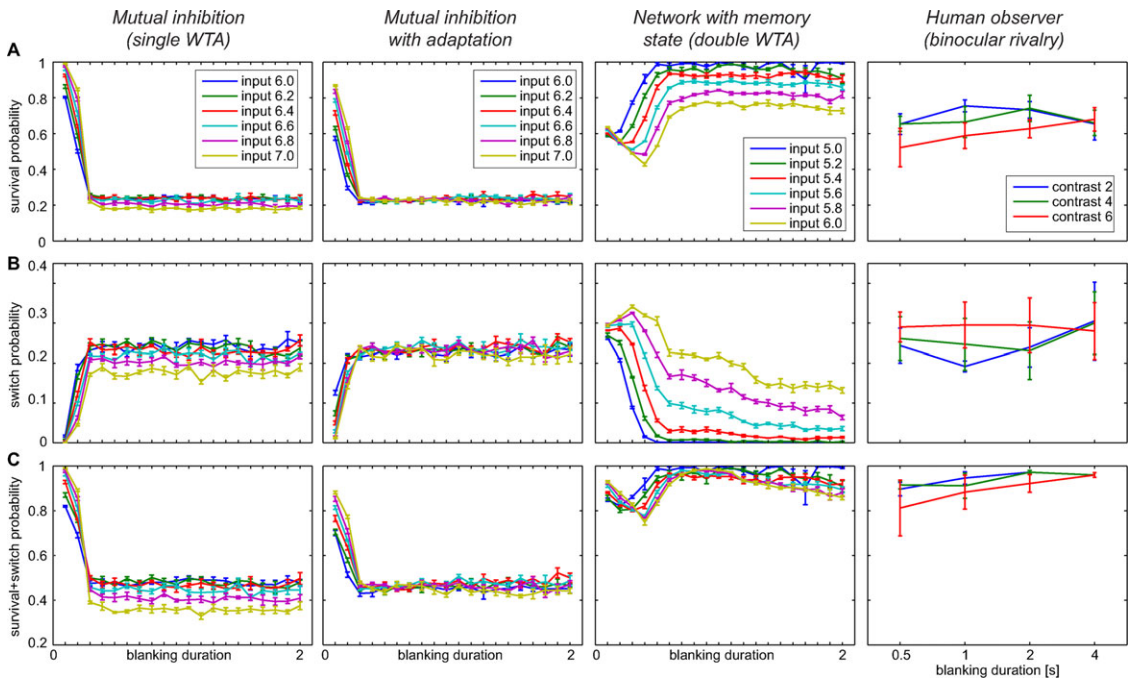 Mutual inhibition
(single WTA)
Mutual inhibition
with adaptation
Network with memory
state (double WTA)
Human observer
(binocular rivalry)
A
survival probability
1
0.8
0.6
0.4
0.2
0
input 6.0
input 6.2
input 6.4
input 6.6
input 6.8
input 7.0
input 6.0
input 6.2
input 6.4
input 6.6
input 6.8
input 7.0
input 5.0
input 5.2
input 5.4
input 5.6
input 5.8
input 6.0
contrast 2
contrast 4
contrast 6
B
switch probability
0.4
0.3
0.2
0.1
0
C
survival+switch probability
1
0.8
0.6
0.4
0.2
0 blanking duration 2
0 blanking duration 2
0 blanking duration 2
0.5 1 2 4
blanking duration [s]